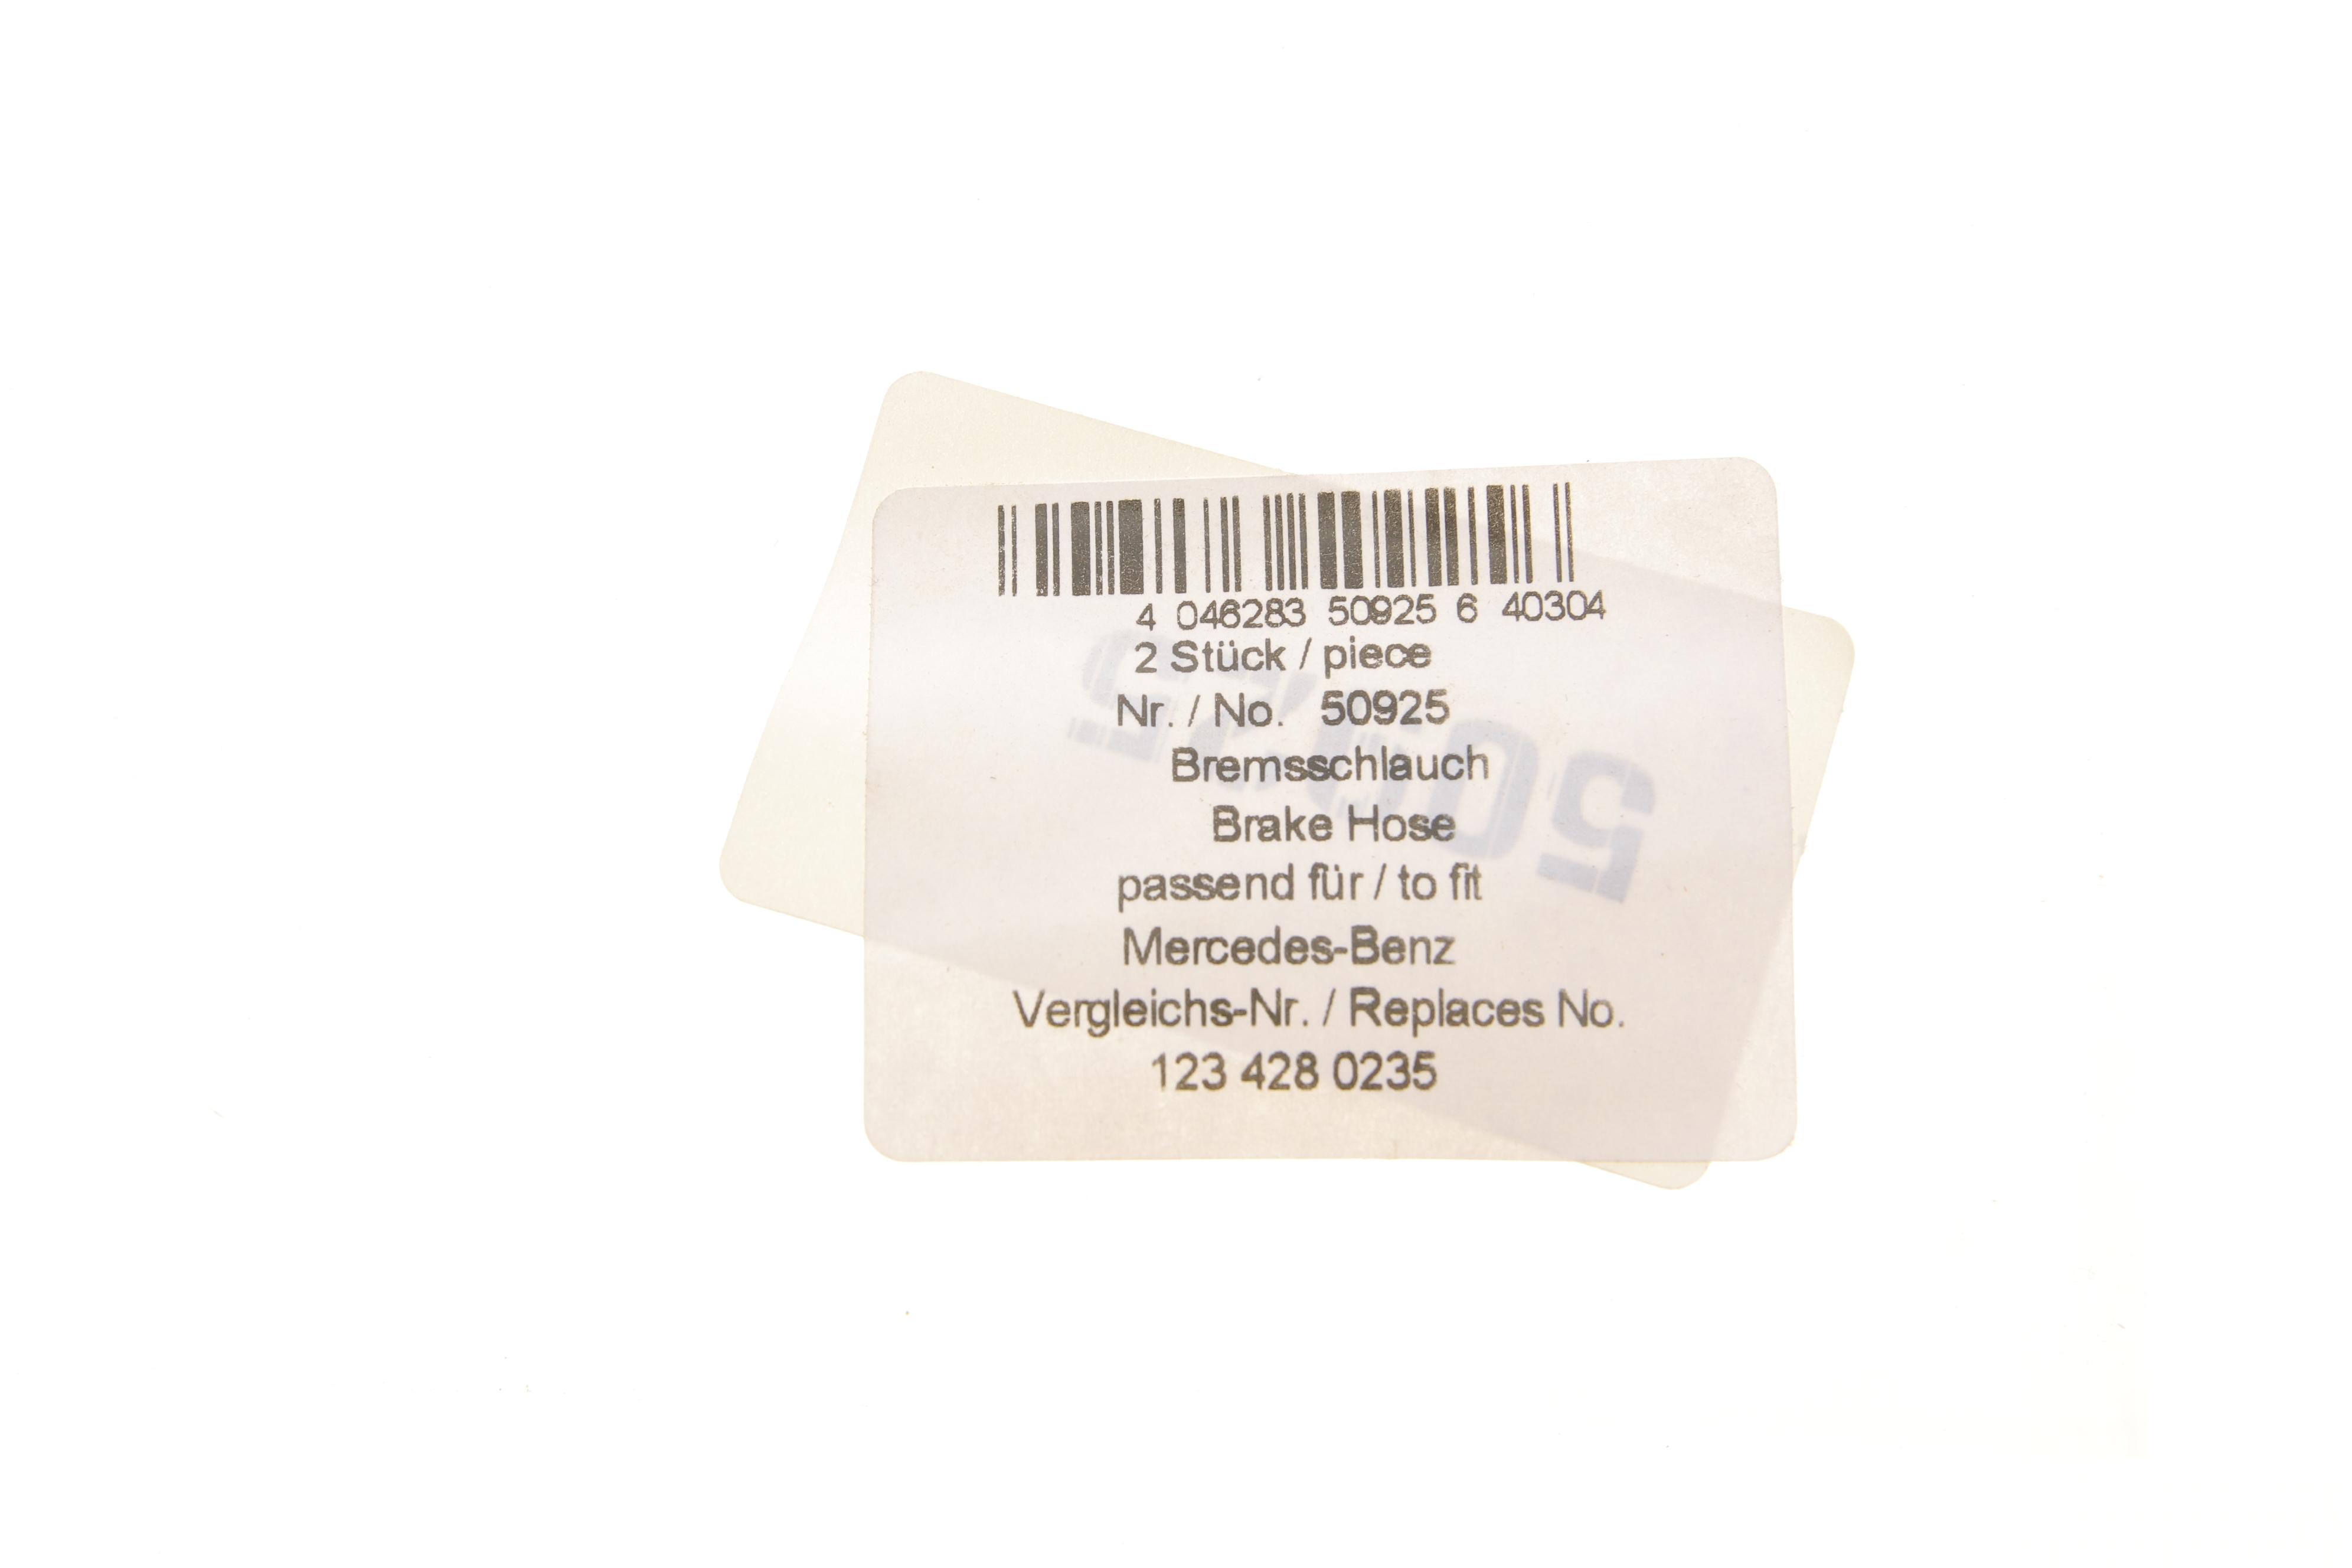 4 046283 50925 6 40304
2 Stück / piece
Nr. / No. 50925
Bremsschlauch
Brake Hose
passend für / to fit
Mercedes-Benz
Vergleichs-Nr. / Replaces No.
123 428 0235